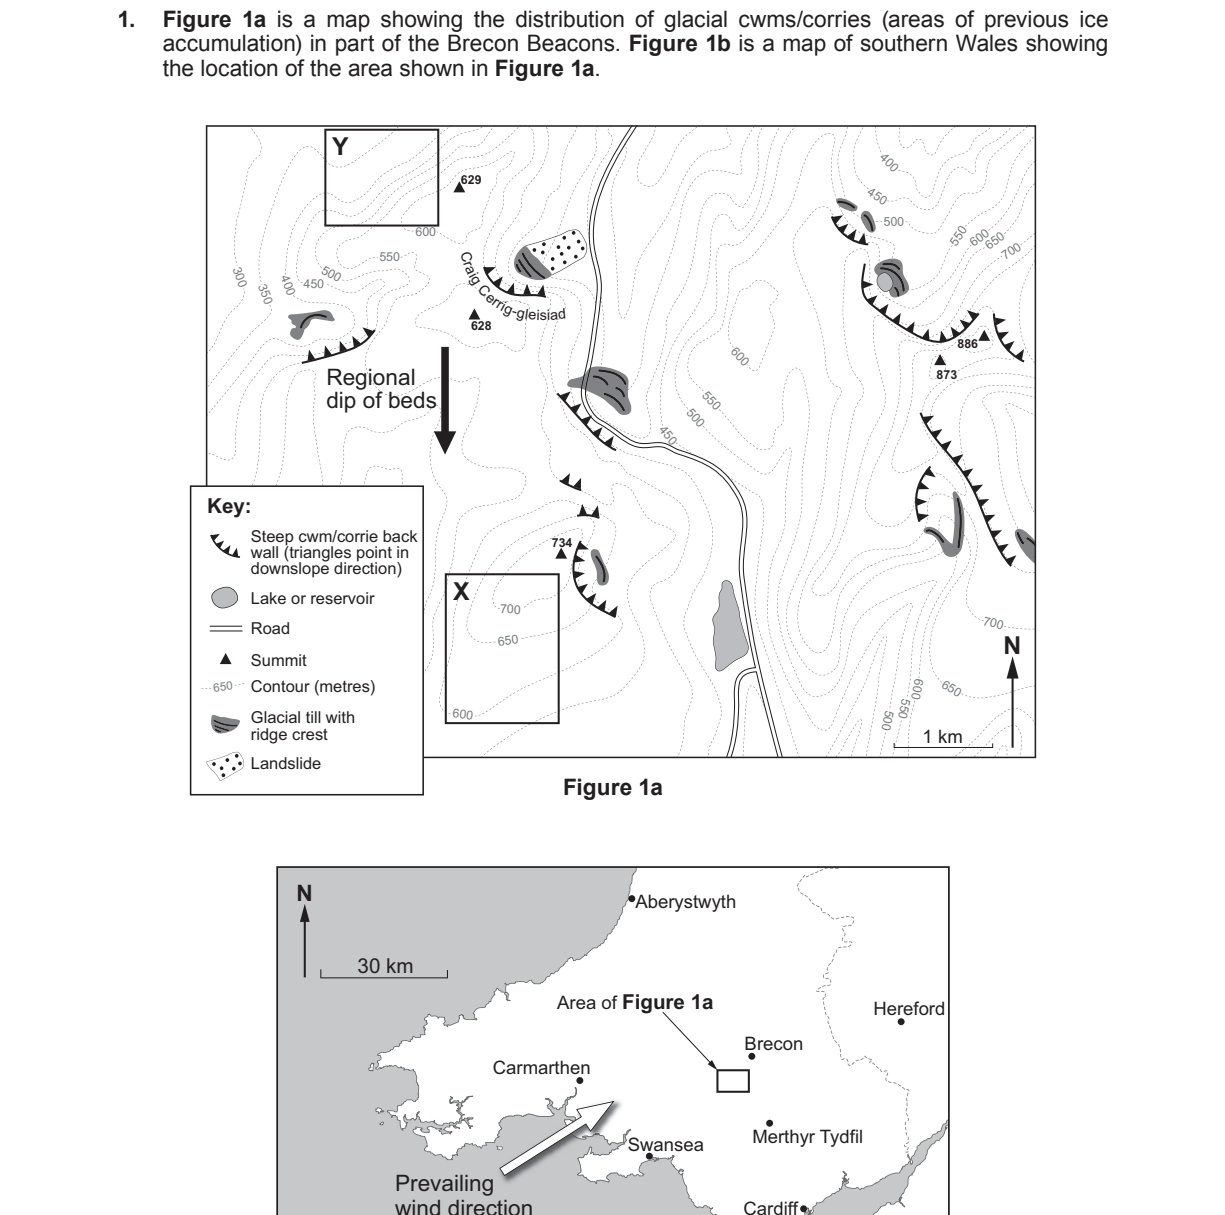 1. Figure 1a is a map showing the distribution of glacial cwms/corries (areas of previous ice
accumulation) in part of the Brecon Beacons. Figure 1b is a map of southern Wales showing
the location of the area shown in Figure 1a.
Y
629
400
450
500
550
600
650
700
600
550
500
450
400
350
300
Craig Cerrig-gleisiad
628
886
873
600
550
500
450
Regional
dip of beds
734
X
700
650
600
700
650
600
550
500
N
1 km
Key:
Steep cwm/corrie back
wall (triangles point in
downslope direction)
Lake or reservoir
Road
Summit
650 Contour (metres)
Glacial till with
ridge crest
Landslide
Figure 1a
N
30 km
Aberystwyth
Area of Figure 1a
Hereford
Brecon
Carmarthen
Merthyr Tydfil
Swansea
Prevailing
wind direction
Cardiff